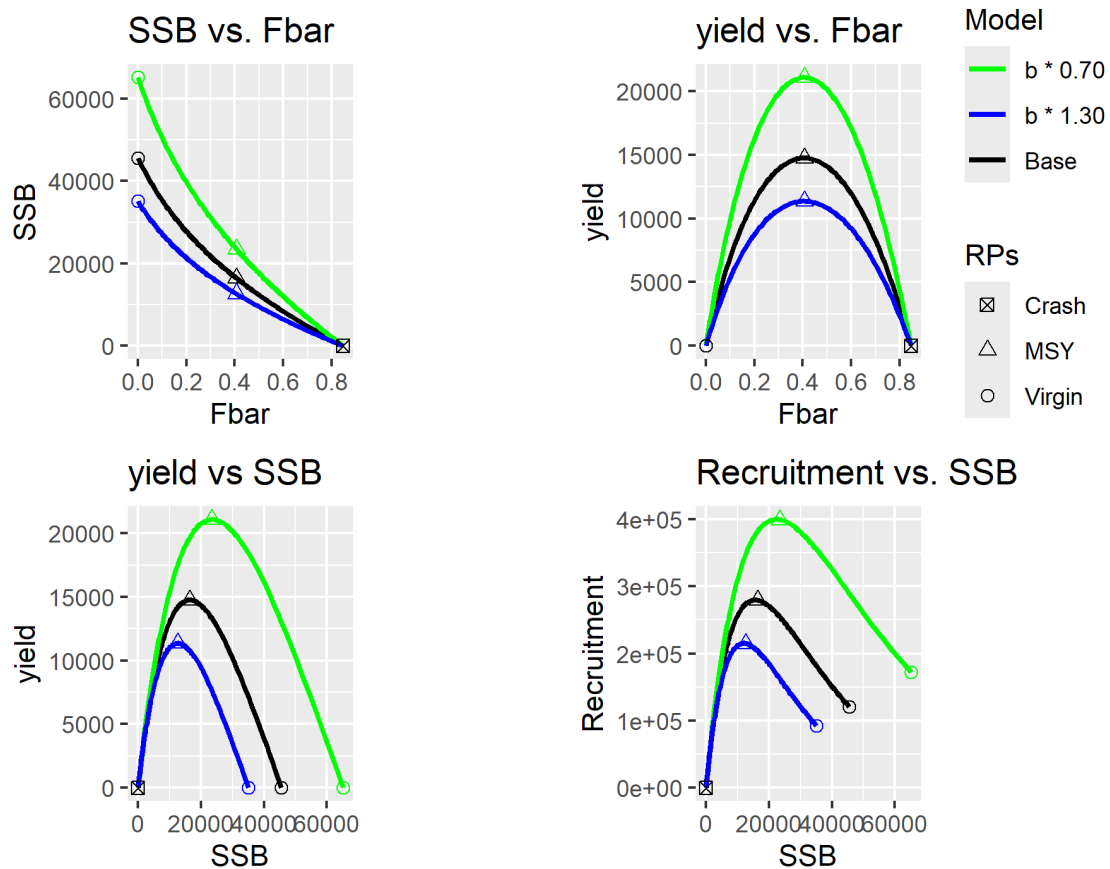 SSB vs. Fbar
SSB
60000
40000
20000
0
0.0 0.2 0.4 0.6 0.8
Fbar
yield vs. Fbar
yield
20000
15000
10000
5000
0
0.0 0.2 0.4 0.6 0.8
Fbar
Model
b * 0.70
b * 1.30
Base
RPs
Crash
MSY
Virgin
yield vs SSB
yield
20000
15000
10000
5000
0
0 20000 40000 60000
SSB
Recruitment vs. SSB
Recruitment
4e+05
3e+05
2e+05
1e+05
0e+00
0 20000 40000 60000
SSB